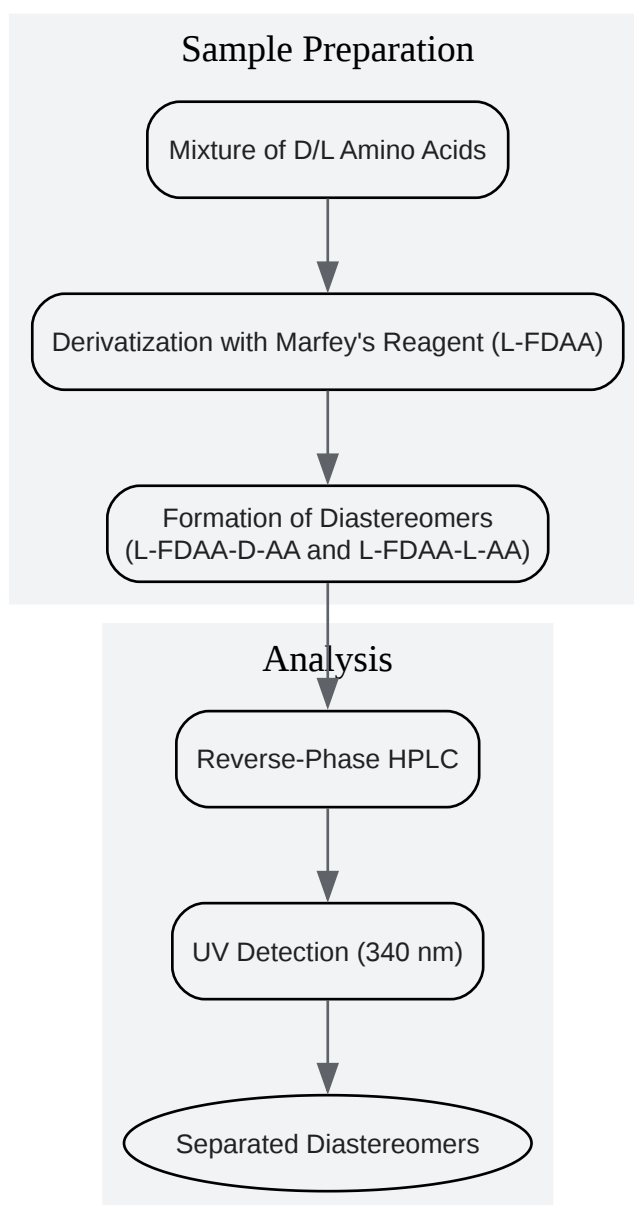 Sample Preparation
Mixture of D/L Amino Acids
Derivatization with Marfey's Reagent (L-FDAA)
Formation of Diastereomers
(L-FDAA-D-AA and L-FDAA-L-AA)
Analysis
Reverse-Phase HPLC
UV Detection (340 nm)
Separated Diastereomers